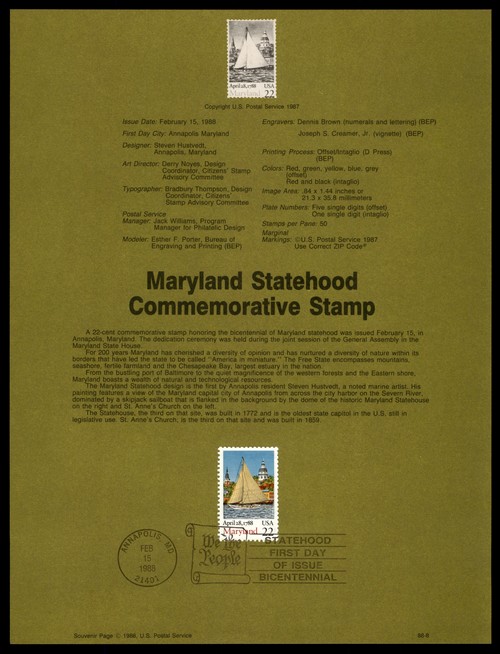 April 28, 1788 USA
Maryland 22
Copyright U.S. Postal Service 1987
Issue Date: February 15, 1988
First Day City: Annapolis Maryland
Designer: Steven Hustvedt,
Annapolis, Maryland
Art Director: Derry Noyes, Design
Coordinator, Citizens' Stamp
Advisory Committee
Typographer: Bradbury Thompson, Design
Coordinator, Citizens'
Stamp Advisory Committee
Postal Service
Manager: Jack Williams, Program
Manager for Philatelic Design
Modeler: Esther F. Porter, Bureau of
Engraving and Printing (BEP)
Engravers: Dennis Brown (numerals and lettering) (BEP)
Joseph S. Creamer, Jr. (vignette) (BEP)
Printing Process: Offset/intaglio (D Press)
(BEP)
Colors: Red, green, yellow, blue, grey
(offset)
Red and black (intaglio)
Image Area: .84 x 1.44 inches or
21.3 x 36.8 millimeters
Plate Numbers: Five single digits (offset)
One single digit (intaglio)
Stamps per Pane: 50
Marginal
Markings: ©U.S. Postal Service 1987
Use Correct ZIP Code®
Maryland Statehood
Commemorative Stamp
A 22-cent commemorative stamp honoring the bicentennial of Maryland statehood was issued February 15, in
Annapolis, Maryland. The dedication ceremony was held during the joint session of the General Assembly in the
Maryland State House.
For 200 years Maryland has cherished a diversity of opinion and has nurtured a diversity of nature within its
borders that have led the state to be called "America in miniature." The Free State encompasses mountains,
seashore, fertile farmland and the Chesapeake Bay, largest estuary in the nation.
From the bustling port of Baltimore to the quiet magnificence of the western forests and the Eastern shore,
Maryland boasts a wealth of natural and technological resources.
The Maryland Statehood design is the first by Annapolis resident Steven Hustvedt, a noted marine artist. His
painting features a view of the Maryland capital city of Annapolis from across the city harbor on the Severn River,
dominated by a skipjack sailboat that is flanked in the background by the dome of the historic Maryland Statehouse
on the right and St. Anne's Church on the left.
The Statehouse, the third on that site, was built in 1772 and is the oldest state capitol in the U.S. still in
legislative use. St. Anne's Church, is the third on that site and was built in 1859.
April 28, 1788 USA
Maryland 22
ANNAPOLIS, MD
FEB
15
1988
21401
We the
People
STATEHOOD
FIRST DAY
OF ISSUE
BICENTENNIAL
Souvenir Page © 1988, U.S. Postal Service
88-6